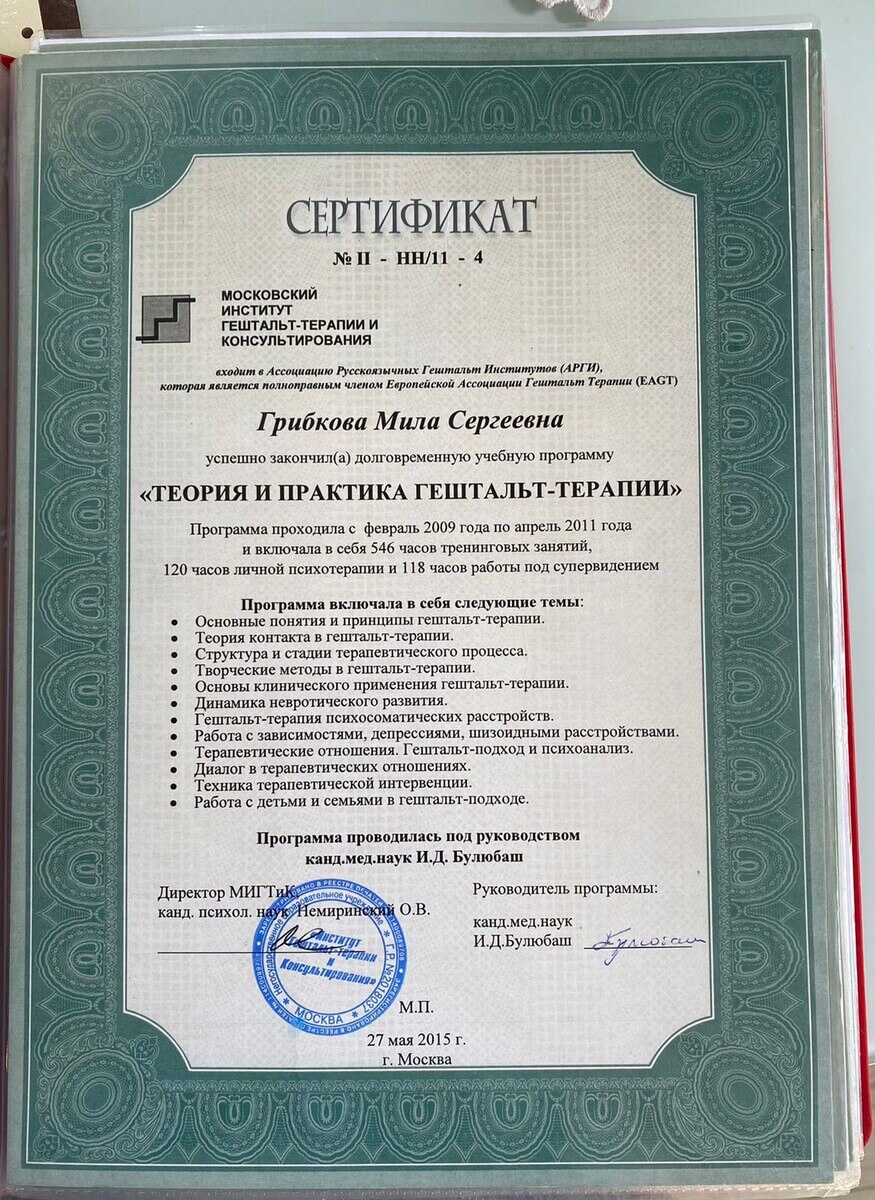 СЕРТИФИКАТ
№ II - НН/11 - 4
МОСКОВСКИЙ
ИНСТИТУТ
ГЕШТАЛЬТ-ТЕРАПИИ И
КОНСУЛЬТИРОВАНИЯ
входит в Ассоциацию Русскоязычных Гештальт Институтов (АРГИ),
которая является полноправным членом Европейской Ассоциации Гештальт Терапии (EAGT)
Грибкова Мила Сергеевна
успешно закончил(а) долговременную учебную программу
«ТЕОРИЯ И ПРАКТИКА ГЕШТАЛЬТ-ТЕРАПИИ»
Программа проходила с февраль 2009 года по апрель 2011 года
и включала в себя 546 часов тренинговых занятий,
120 часов личной психотерапии и 118 часов работы под супервидением
Программа включала в себя следующие темы:
• Основные понятия и принципы гештальт-терапии.
• Теория контакта в гештальт-терапии.
• Структура и стадии терапевтического процесса.
• Творческие методы в гештальт-терапии.
• Основы клинического применения гештальт-терапии.
• Динамика невротического развития.
• Гештальт-терапия психосоматических расстройств.
• Работа с зависимостями, депрессиями, шизоидными расстройствами.
• Терапевтические отношения. Гештальт-подход и психоанализ.
• Диалог в терапевтических отношениях.
• Техника терапевтической интервенции.
• Работа с детьми и семьями в гештальт-подходе.
Программа проводилась под руководством
канд.мед.наук И.Д. Булюбаш
Директор МИГТиК,
канд. психол. наук Немиринский О.В.
Руководитель программы:
канд.мед.наук
И.Д.Булюбаш
«Институт
Гештальт-терапии
и
Консультирования»
МОСКВА
М.П.
27 мая 2015 г.
г. Москва